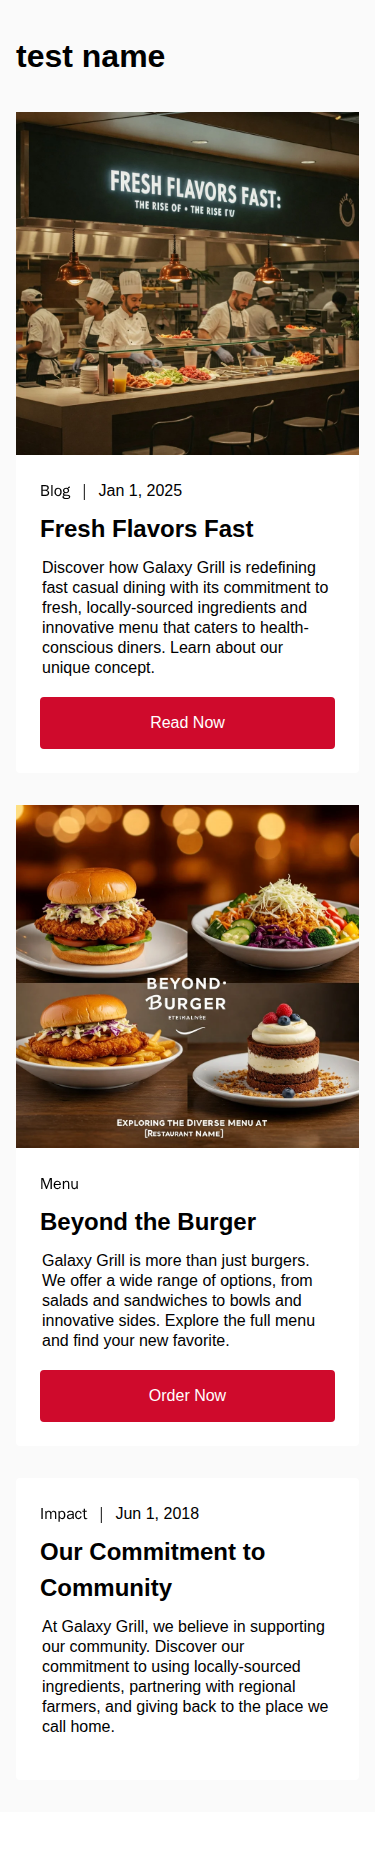 test name
FRESH FLAVORS FAST:
THE RISE OF • THE RISE
Blog | Jan 1, 2025
Fresh Flavors Fast
Discover how Galaxy Grill is redefining
fast casual dining with its commitment to
fresh, locally-sourced ingredients and
innovative menu that caters to health-
conscious diners. Learn about our
unique concept.
Read Now
BEYOND·
BURGER
EXPLORING THE DIVERSE MENU AT
[RESTAURANT NAME]
Menu
Beyond the Burger
Galaxy Grill is more than just burgers.
We offer a wide range of options, from
salads and sandwiches to bowls and
innovative sides. Explore the full menu
and find your new favorite.
Order Now
Impact | Jun 1, 2018
Our Commitment to
Community
At Galaxy Grill, we believe in supporting
our community. Discover our
commitment to using locally-sourced
ingredients, partnering with regional
farmers, and giving back to the place we
call home.